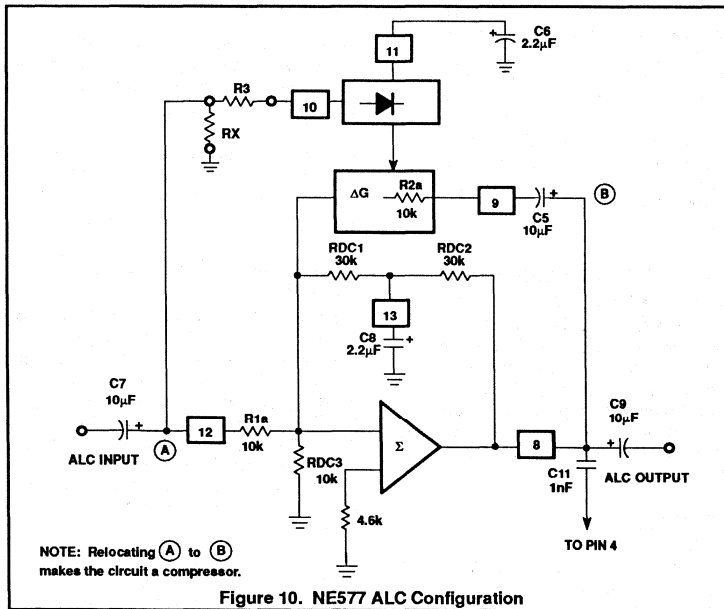 C6
+
2.2µF
11
R3
10
RX
ΔG
R2a
10k
9
+
C5
10µF
B
RDC1
30k
RDC2
30k
13
C8
2.2µF
+
C7
10µF
+
12
R1a
10k
A
ALC INPUT
RDC3
10k
Σ
4.6k
8
C9
10µF
+
C11
1nF
ALC OUTPUT
TO PIN 4
NOTE: Relocating A to B
makes the circuit a compressor.
Figure 10. NE577 ALC Configuration